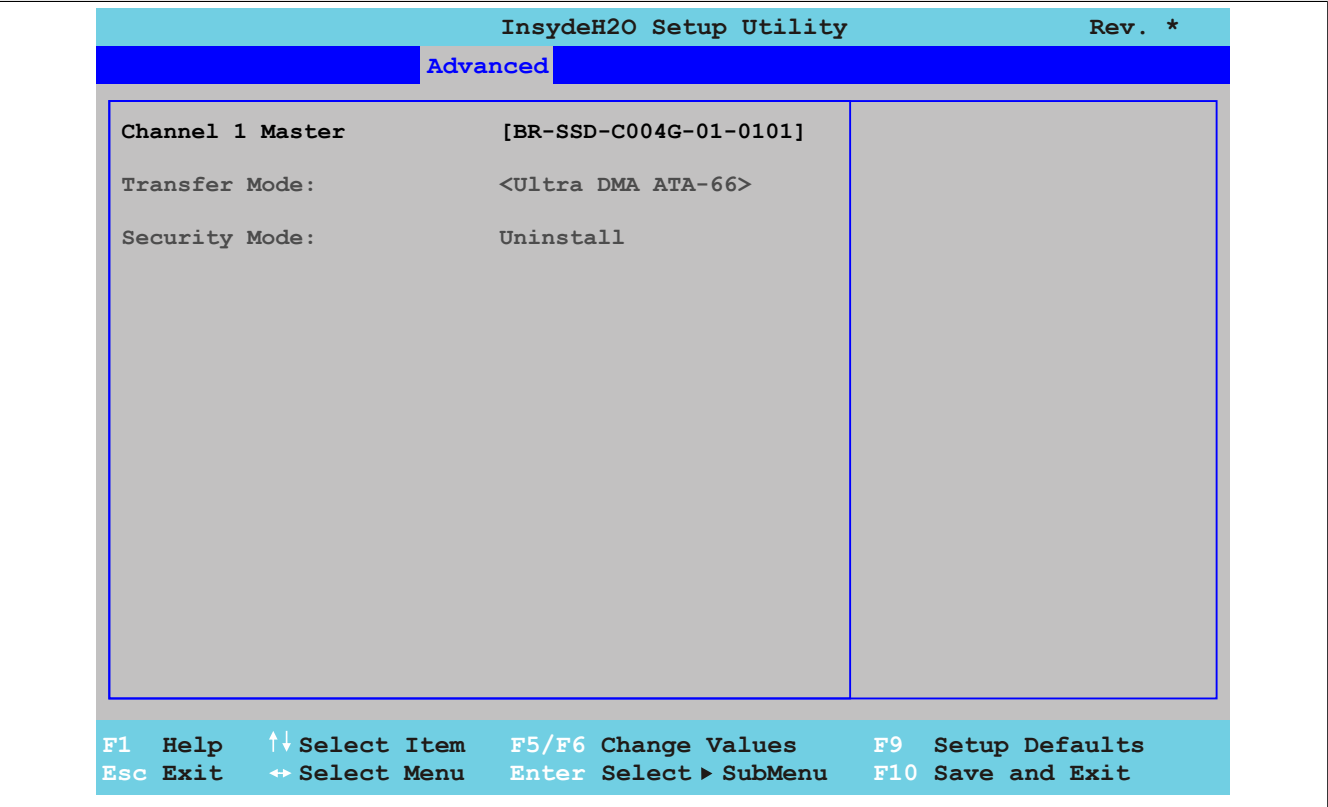 InsydeH2O Setup Utility Rev. *
Advanced
Channel 1 Master [BR-SSD-C004G-01-0101]
Transfer Mode: <Ultra DMA ATA-66>
Security Mode: Uninstall
F1 Help ↑↓ Select Item F5/F6 Change Values F9 Setup Defaults
Esc Exit ↔ Select Menu Enter Select ▶ SubMenu F10 Save and Exit